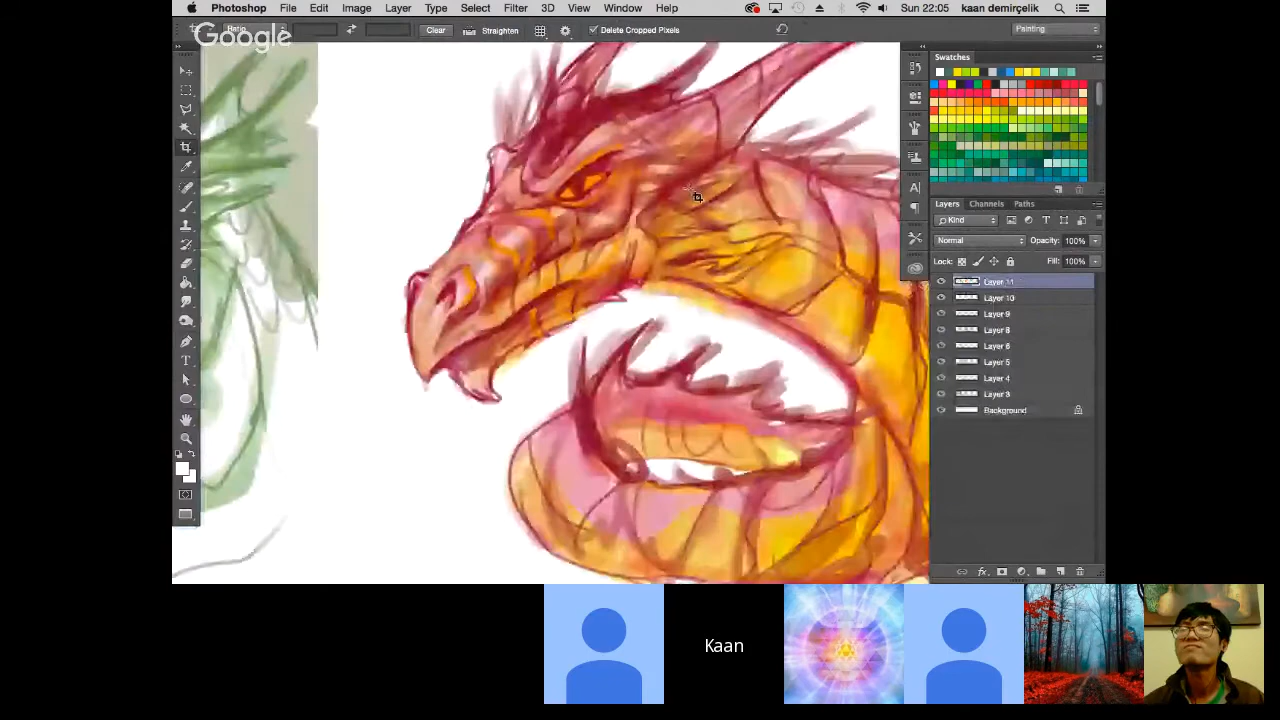 Photoshop File Edit Image Layer Type Select Filter 3D View Window Help Sun 22:05 kaan demirçelik
Google
Ratio Clear Straighten Delete Cropped Pixels Painting
Swatches
Layers Channels Paths
Kind
Normal Opacity: 100%
Lock: Fill: 100%
Layer 11
Layer 10
Layer 9
Layer 8
Layer 6
Layer 5
Layer 4
Layer 3
Background
Kaan